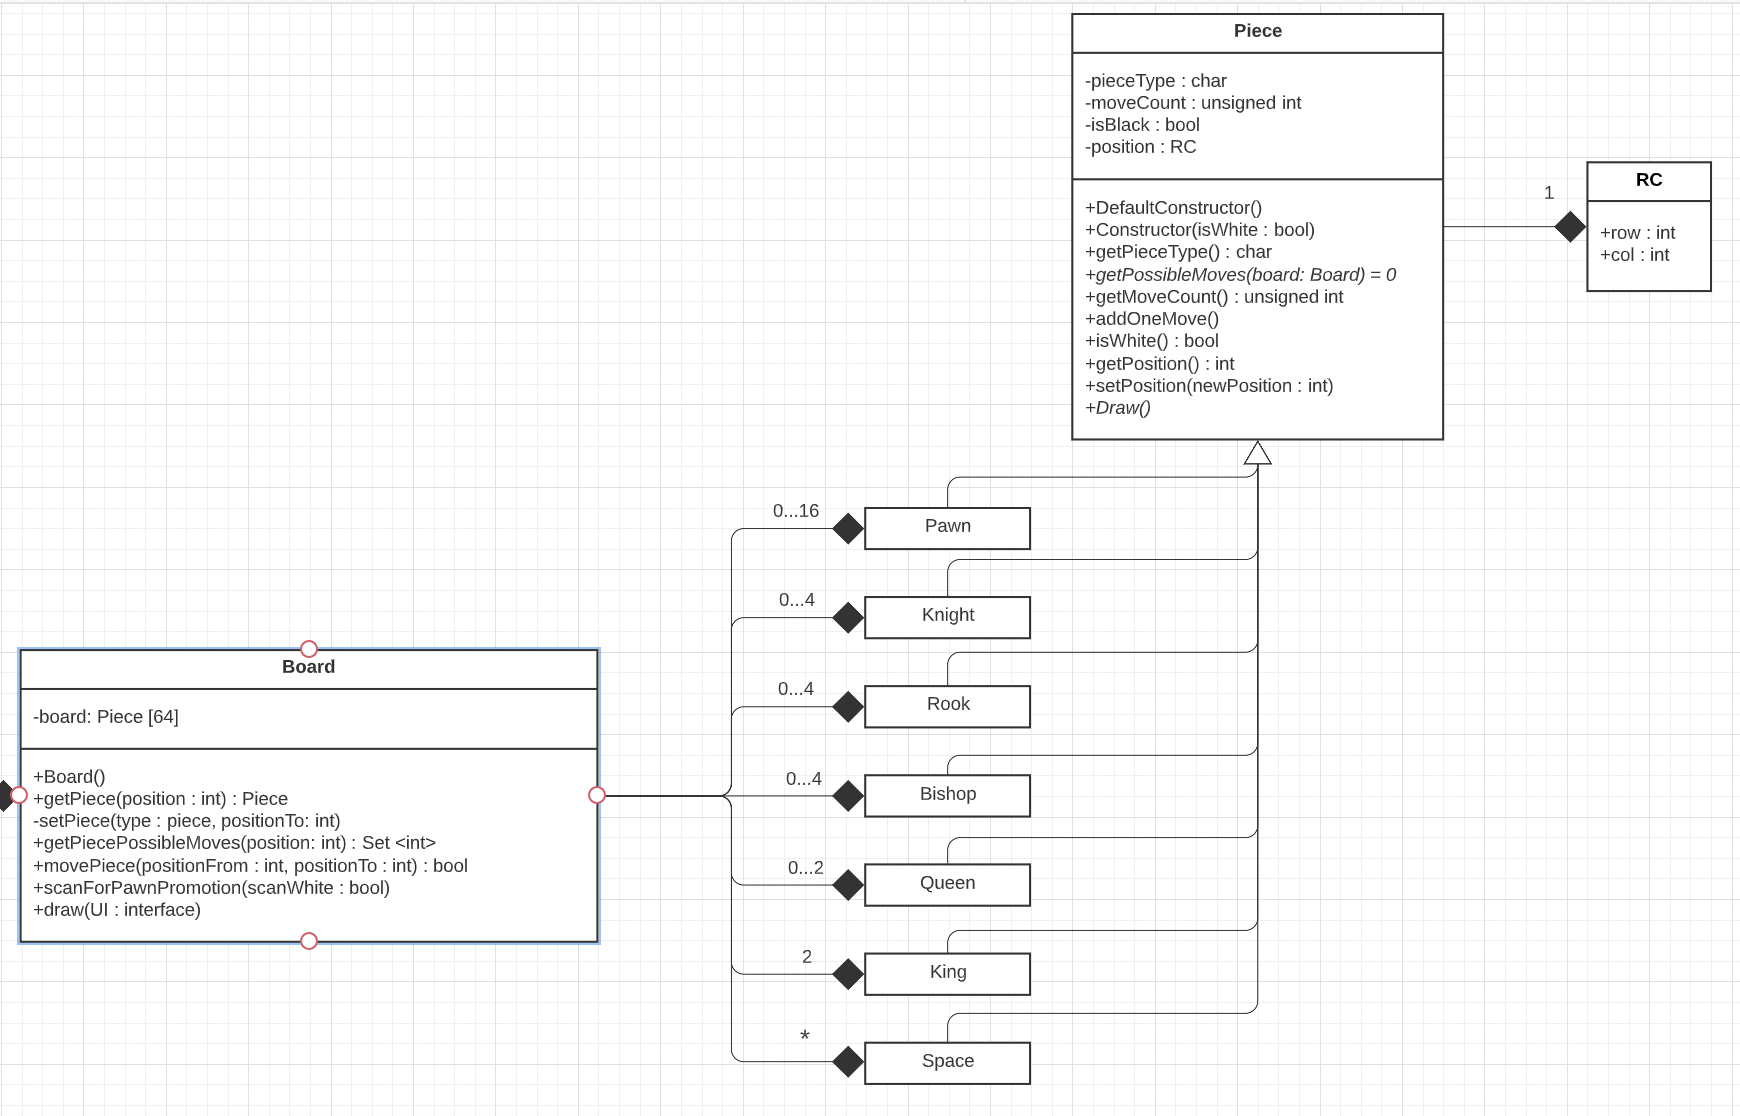 Piece
-pieceType : char
-moveCount : unsigned int
-isBlack : bool
-position : RC
+DefaultConstructor()
+Constructor(isWhite : bool)
+getPieceType() : char
+getPossibleMoves(board: Board) = 0
+getMoveCount() : unsigned int
+addOneMove()
+isWhite() : bool
+getPosition() : int
+setPosition(newPosition : int)
+Draw()
1
RC
+row : int
+col : int
0...16
Pawn
0...4
Knight
0...4
Rook
0...4
Bishop
0...2
Queen
2
King
*
Space
Board
-board: Piece [64]
+Board()
+getPiece(position : int) : Piece
-setPiece(type : piece, positionTo: int)
+getPiecePossibleMoves(position: int) : Set <int>
+movePiece(positionFrom : int, positionTo : int) : bool
+scanForPawnPromotion(scanWhite : bool)
+draw(UI : interface)